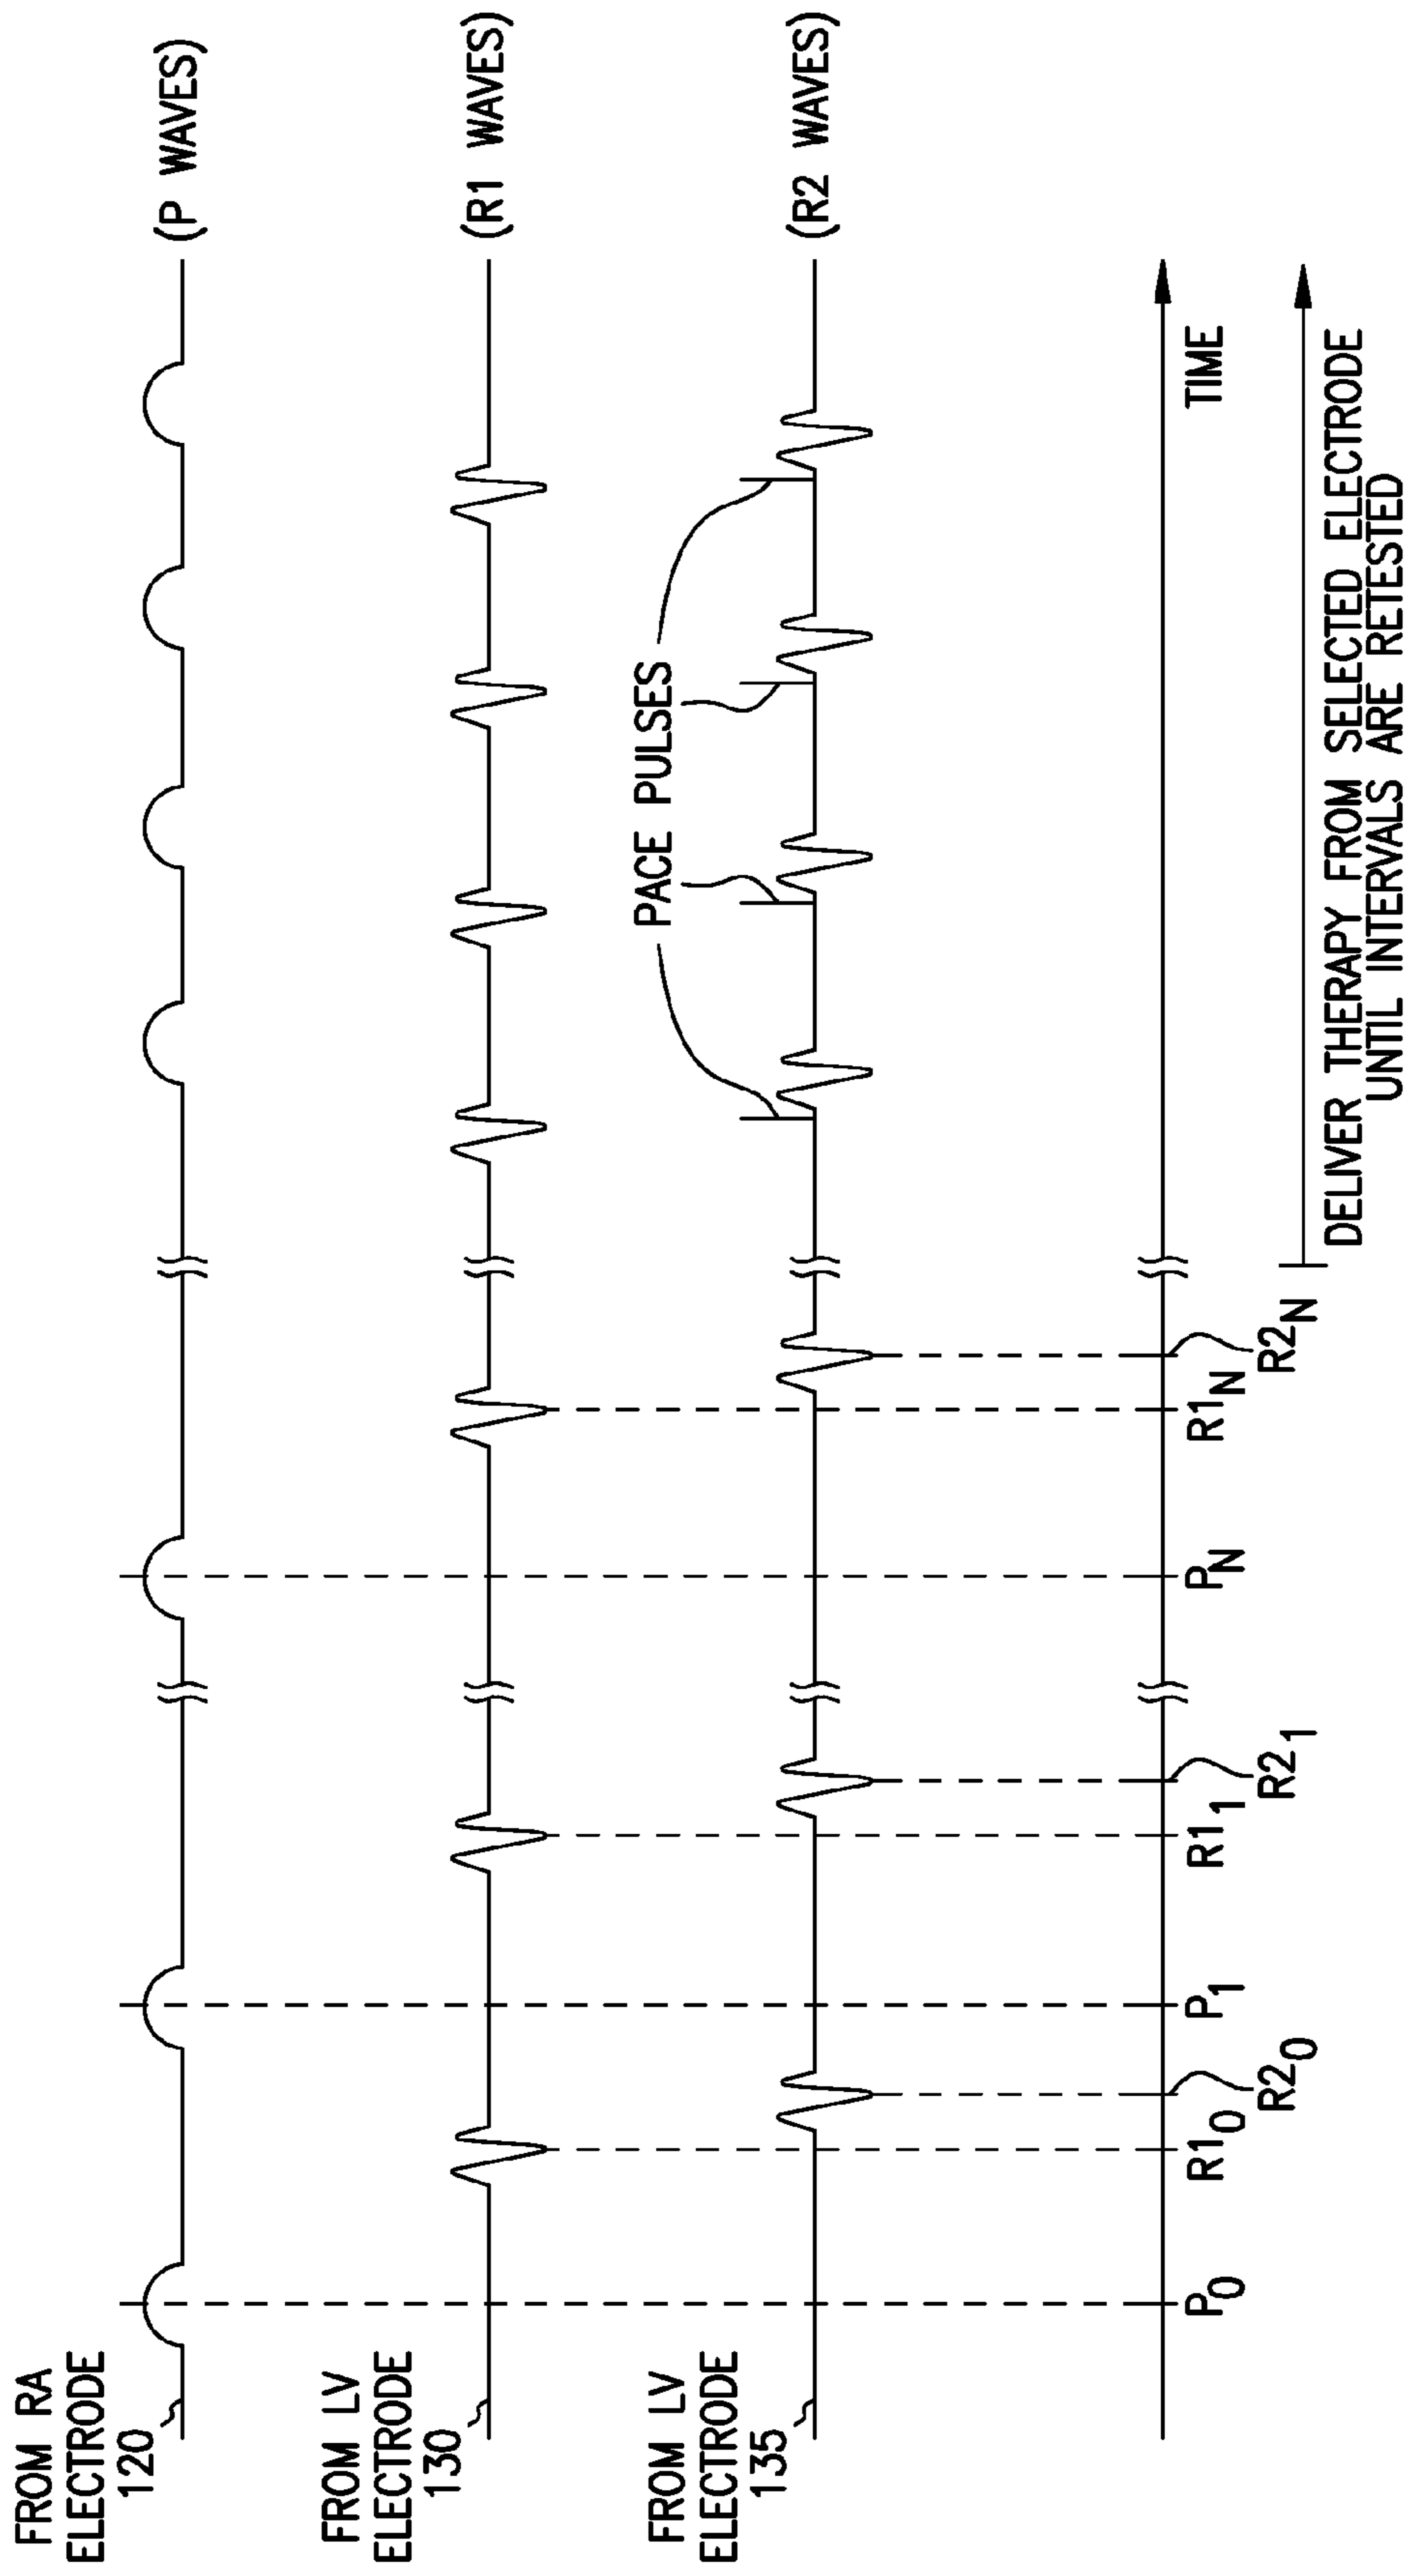 FROM RA
ELECTRODE
120
(P WAVES)
FROM LV
ELECTRODE
130
(R1 WAVES)
PACE PULSES
FROM LV
ELECTRODE
135
(R2 WAVES)
P0
R10
R20
P1
R11
R21
PN
R1N
R2N
TIME
DELIVER THERAPY FROM SELECTED ELECTRODE
UNTIL INTERVALS ARE RETESTED